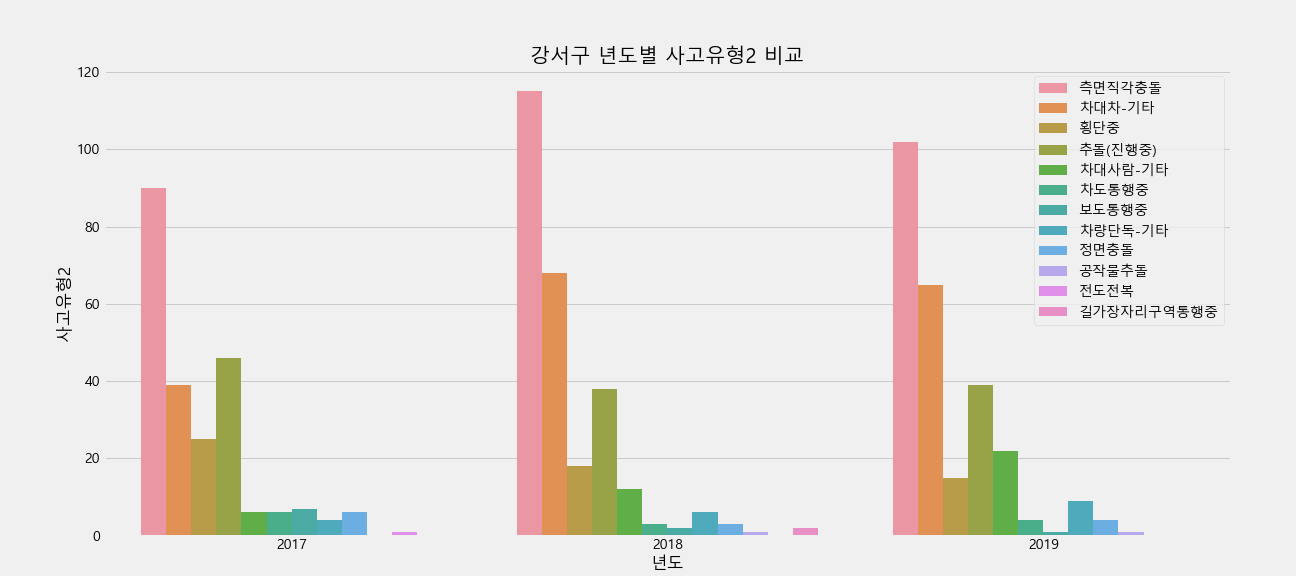 강서구 년도별 사고유형2 비교
사고유형2
120
100
80
60
40
20
0
측면직각충돌
차대차-기타
횡단중
추돌(진행중)
차대사람-기타
차도통행중
보도통행중
차량단독-기타
정면충돌
공작물추돌
전도전복
길가장자리구역통행중
2017 2018 2019
년도